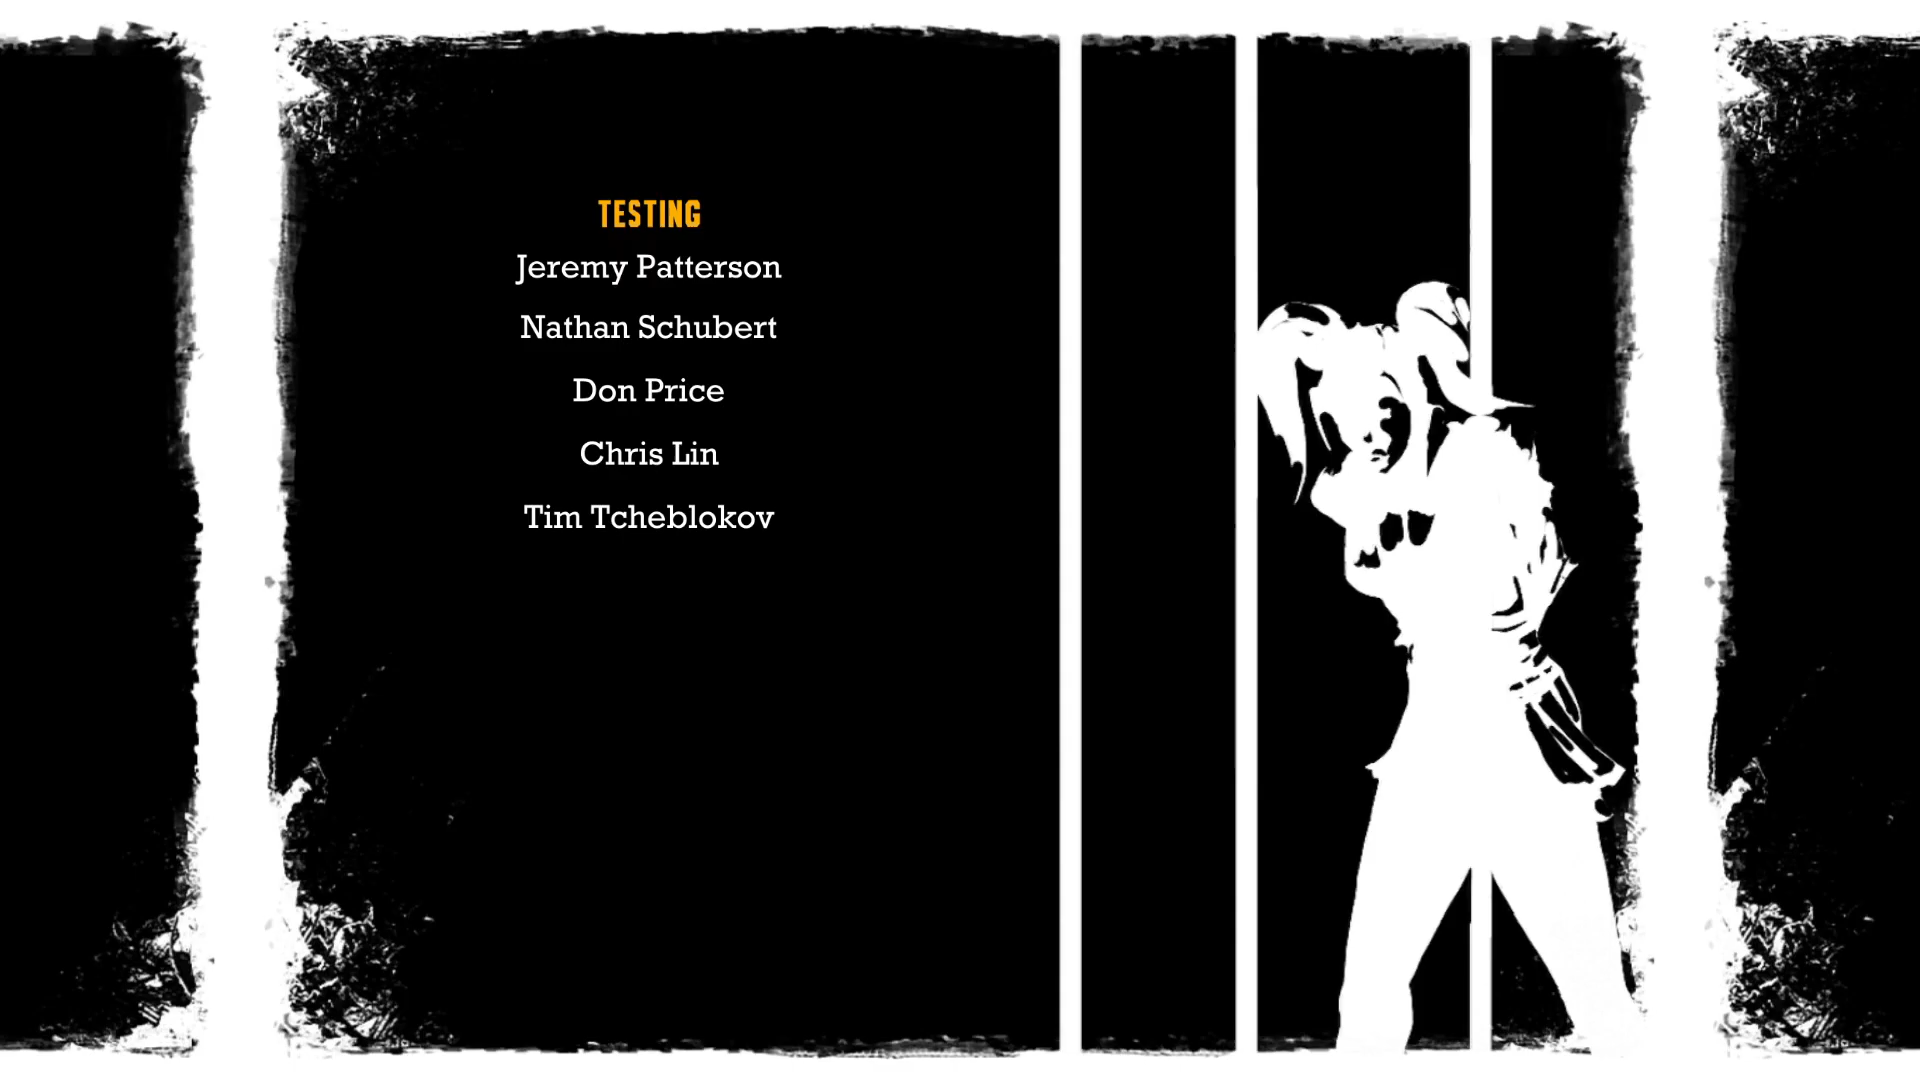 TESTING
Jeremy Patterson
Nathan Schubert
Don Price
Chris Lin
Tim Tcheblokov